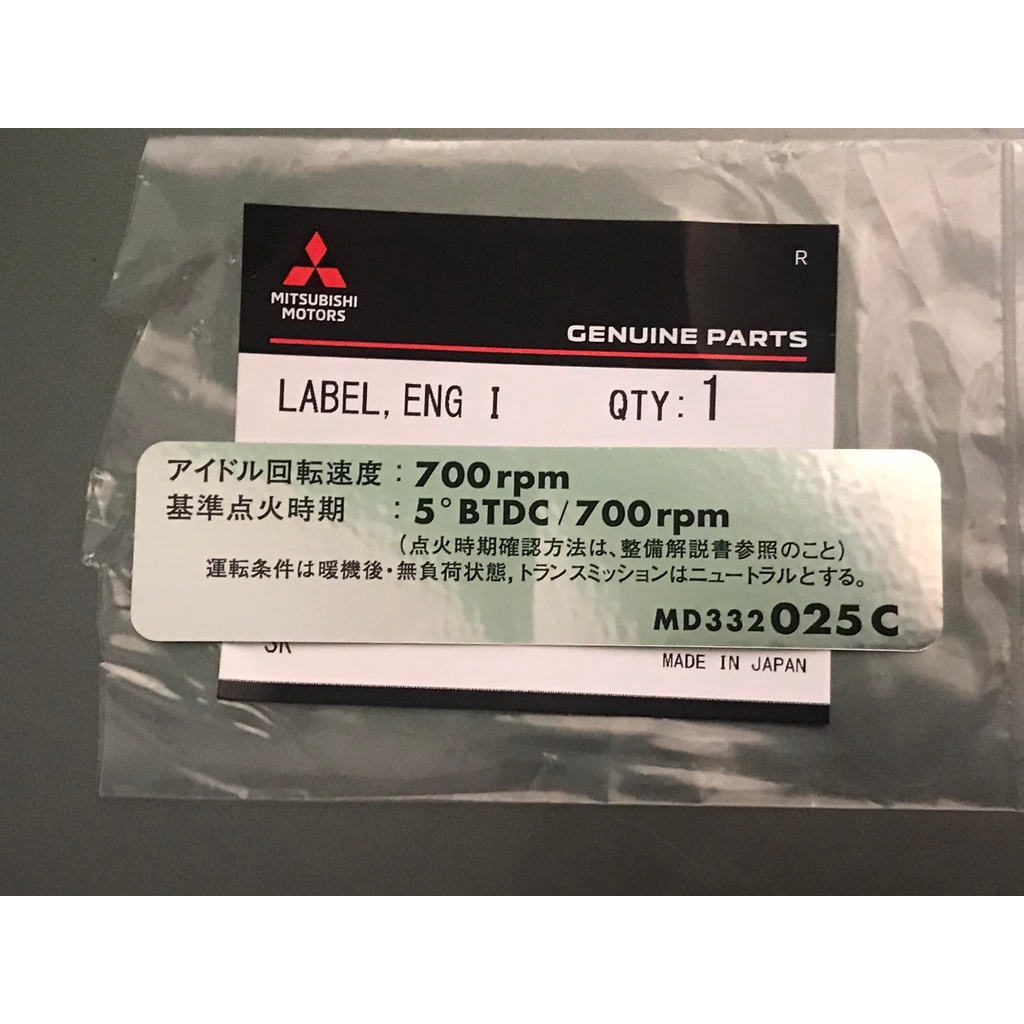 R
MITSUBISHI
MOTORS
GENUINE PARTS
LABEL, ENG I QTY: 1
アイドル回転速度 : 700 rpm
基準点火時期 : 5° BTDC / 700 rpm
(点火時期確認方法は、整備解説書参照のこと)
運転条件は暖機後・無負荷状態, トランスミッションはニュートラルとする。
MD332025C
MADE IN JAPAN